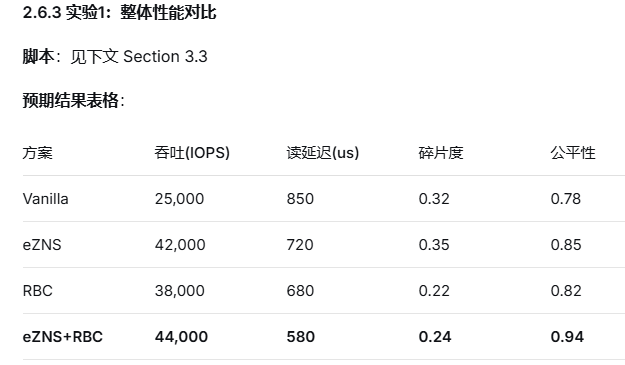 2.6.3 实验1：整体性能对比
脚本：见下文 Section 3.3
预期结果表格：
方案 吞吐(IOPS) 读延迟(us) 碎片度 公平性
Vanilla 25,000 850 0.32 0.78
eZNS 42,000 720 0.35 0.85
RBC 38,000 680 0.22 0.82
eZNS+RBC 44,000 580 0.24 0.94